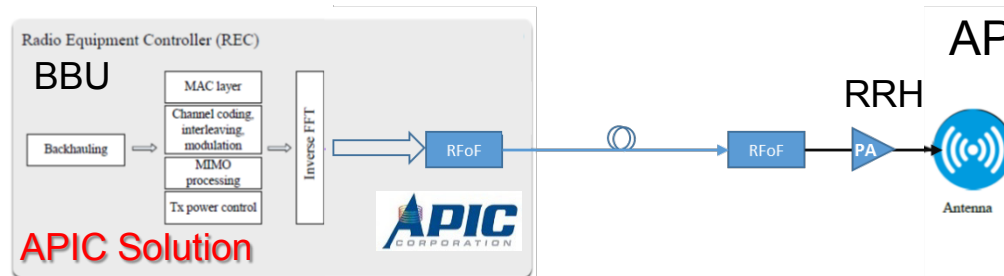 Radio Equipment Controller (REC)
BBU
Backhauling
MAC layer
Channel coding,
interleaving,
modulation
MIMO
processing
Tx power control
Inverse FFT
RFoF
APIC
CORPORATION
APIC Solution
RFoF
RRH
PA
AP
Antenna